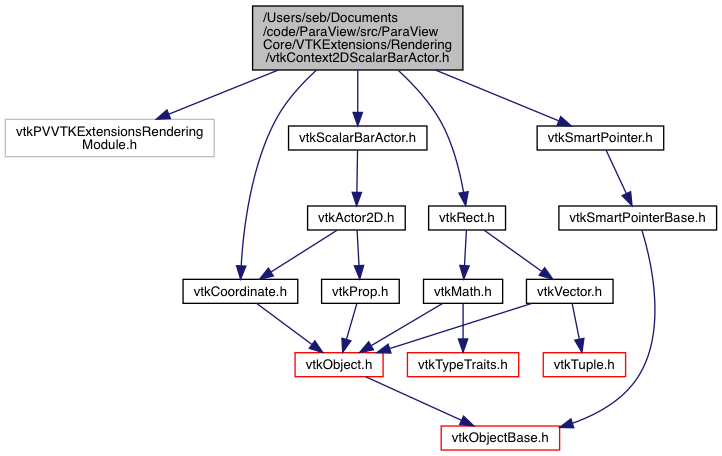 /Users/seb/Documents
/code/ParaView/src/ParaView
Core/VTKExtensions/Rendering
/vtkContext2DScalarBarActor.h
vtkPVVTKExtensionsRendering
Module.h
vtkScalarBarActor.h
vtkSmartPointer.h
vtkActor2D.h
vtkRect.h
vtkSmartPointerBase.h
vtkCoordinate.h
vtkProp.h
vtkMath.h
vtkVector.h
vtkObject.h
vtkTypeTraits.h
vtkTuple.h
vtkObjectBase.h